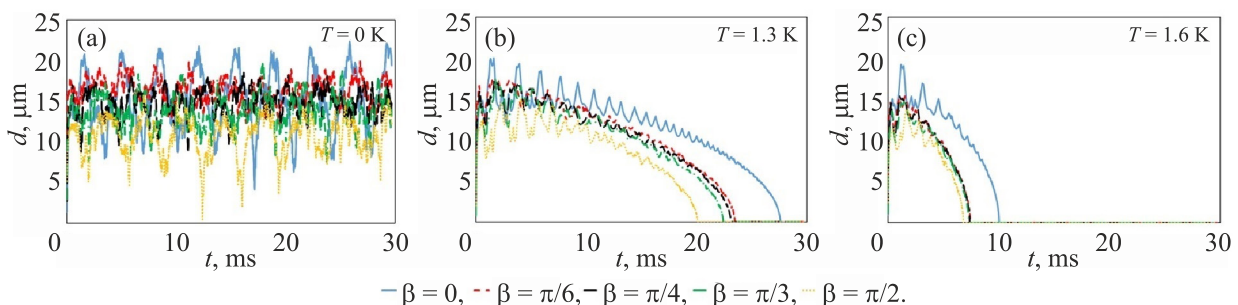 (a) T = 0 K (b) T = 1.3 K (c) T = 1.6 K
25 25 25
20 20 20
15 15 15
10 10 10
5 5 5
d, μm d, μm d, μm
0 10 20 30 0 10 20 30 0 10 20 30
t, ms t, ms t, ms
β = 0, β = π/6, β = π/4, β = π/3, β = π/2.